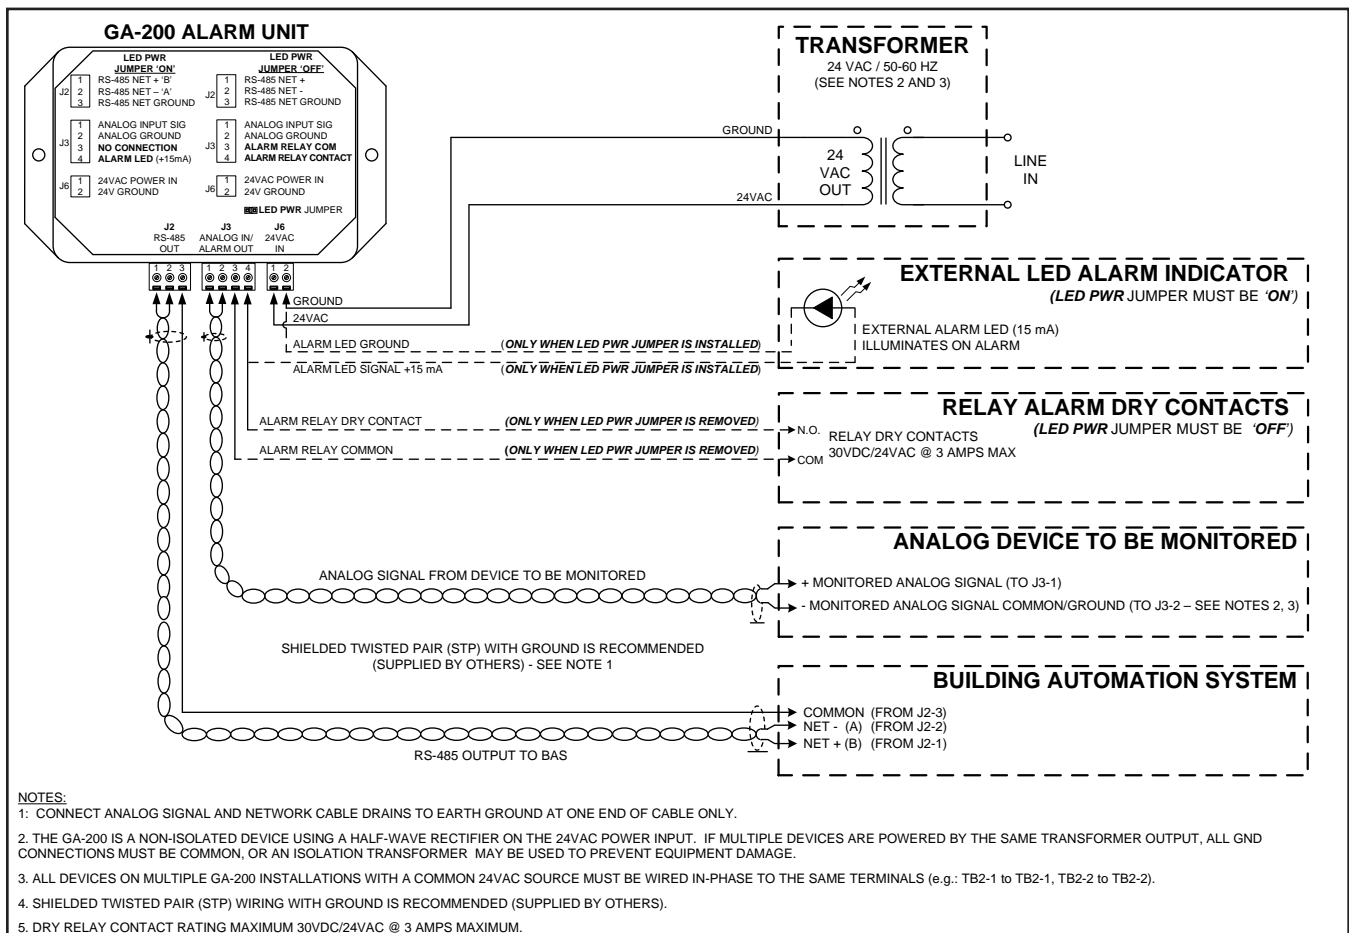 GA-200 ALARM UNIT
LED PWR
JUMPER 'ON'
J2
1 RS-485 NET + 'B'
2 RS-485 NET – 'A'
3 RS-485 NET GROUND
J3
1 ANALOG INPUT SIG
2 ANALOG GROUND
3 NO CONNECTION
4 ALARM LED (+15mA)
J6
1 24VAC POWER IN
2 24V GROUND
LED PWR
JUMPER 'OFF'
J2
1 RS-485 NET +
2 RS-485 NET -
3 RS-485 NET GROUND
J3
1 ANALOG INPUT SIG
2 ANALOG GROUND
3 ALARM RELAY COM
4 ALARM RELAY CONTACT
J6
1 24VAC POWER IN
2 24V GROUND
LED PWR JUMPER
J2
RS-485
OUT
J3
ANALOG IN/
ALARM OUT
J6
24VAC
IN
1 2 3
1 2 3 4
1 2
TRANSFORMER
24 VAC / 50-60 HZ
(SEE NOTES 2 AND 3)
GROUND
24VAC
24
VAC
OUT
LINE
IN
GROUND
24VAC
EXTERNAL LED ALARM INDICATOR
(LED PWR JUMPER MUST BE 'ON')
EXTERNAL ALARM LED (15 mA)
ILLUMINATES ON ALARM
ALARM LED GROUND (ONLY WHEN LED PWR JUMPER IS INSTALLED)
ALARM LED SIGNAL +15 mA (ONLY WHEN LED PWR JUMPER IS INSTALLED)
RELAY ALARM DRY CONTACTS
(LED PWR JUMPER MUST BE 'OFF')
ALARM RELAY DRY CONTACT (ONLY WHEN LED PWR JUMPER IS REMOVED)
ALARM RELAY COMMON (ONLY WHEN LED PWR JUMPER IS REMOVED)
N.O.
COM
RELAY DRY CONTACTS
30VDC/24VAC @ 3 AMPS MAX
ANALOG DEVICE TO BE MONITORED
ANALOG SIGNAL FROM DEVICE TO BE MONITORED
+ MONITORED ANALOG SIGNAL (TO J3-1)
- MONITORED ANALOG SIGNAL COMMON/GROUND (TO J3-2 – SEE NOTES 2, 3)
SHIELDED TWISTED PAIR (STP) WITH GROUND IS RECOMMENDED
(SUPPLIED BY OTHERS) - SEE NOTE 1
BUILDING AUTOMATION SYSTEM
COMMON (FROM J2-3)
NET - (A) (FROM J2-2)
NET + (B) (FROM J2-1)
RS-485 OUTPUT TO BAS
NOTES:
1: CONNECT ANALOG SIGNAL AND NETWORK CABLE DRAINS TO EARTH GROUND AT ONE END OF CABLE ONLY.
2. THE GA-200 IS A NON-ISOLATED DEVICE USING A HALF-WAVE RECTIFIER ON THE 24VAC POWER INPUT. IF MULTIPLE DEVICES ARE POWERED BY THE SAME TRANSFORMER OUTPUT, ALL GND
CONNECTIONS MUST BE COMMON, OR AN ISOLATION TRANSFORMER MAY BE USED TO PREVENT EQUIPMENT DAMAGE.
3. ALL DEVICES ON MULTIPLE GA-200 INSTALLATIONS WITH A COMMON 24VAC SOURCE MUST BE WIRED IN-PHASE TO THE SAME TERMINALS (e.g.: TB2-1 to TB2-1, TB2-2 to TB2-2).
4. SHIELDED TWISTED PAIR (STP) WIRING WITH GROUND IS RECOMMENDED (SUPPLIED BY OTHERS).
5. DRY RELAY CONTACT RATING MAXIMUM 30VDC/24VAC @ 3 AMPS MAXIMUM.